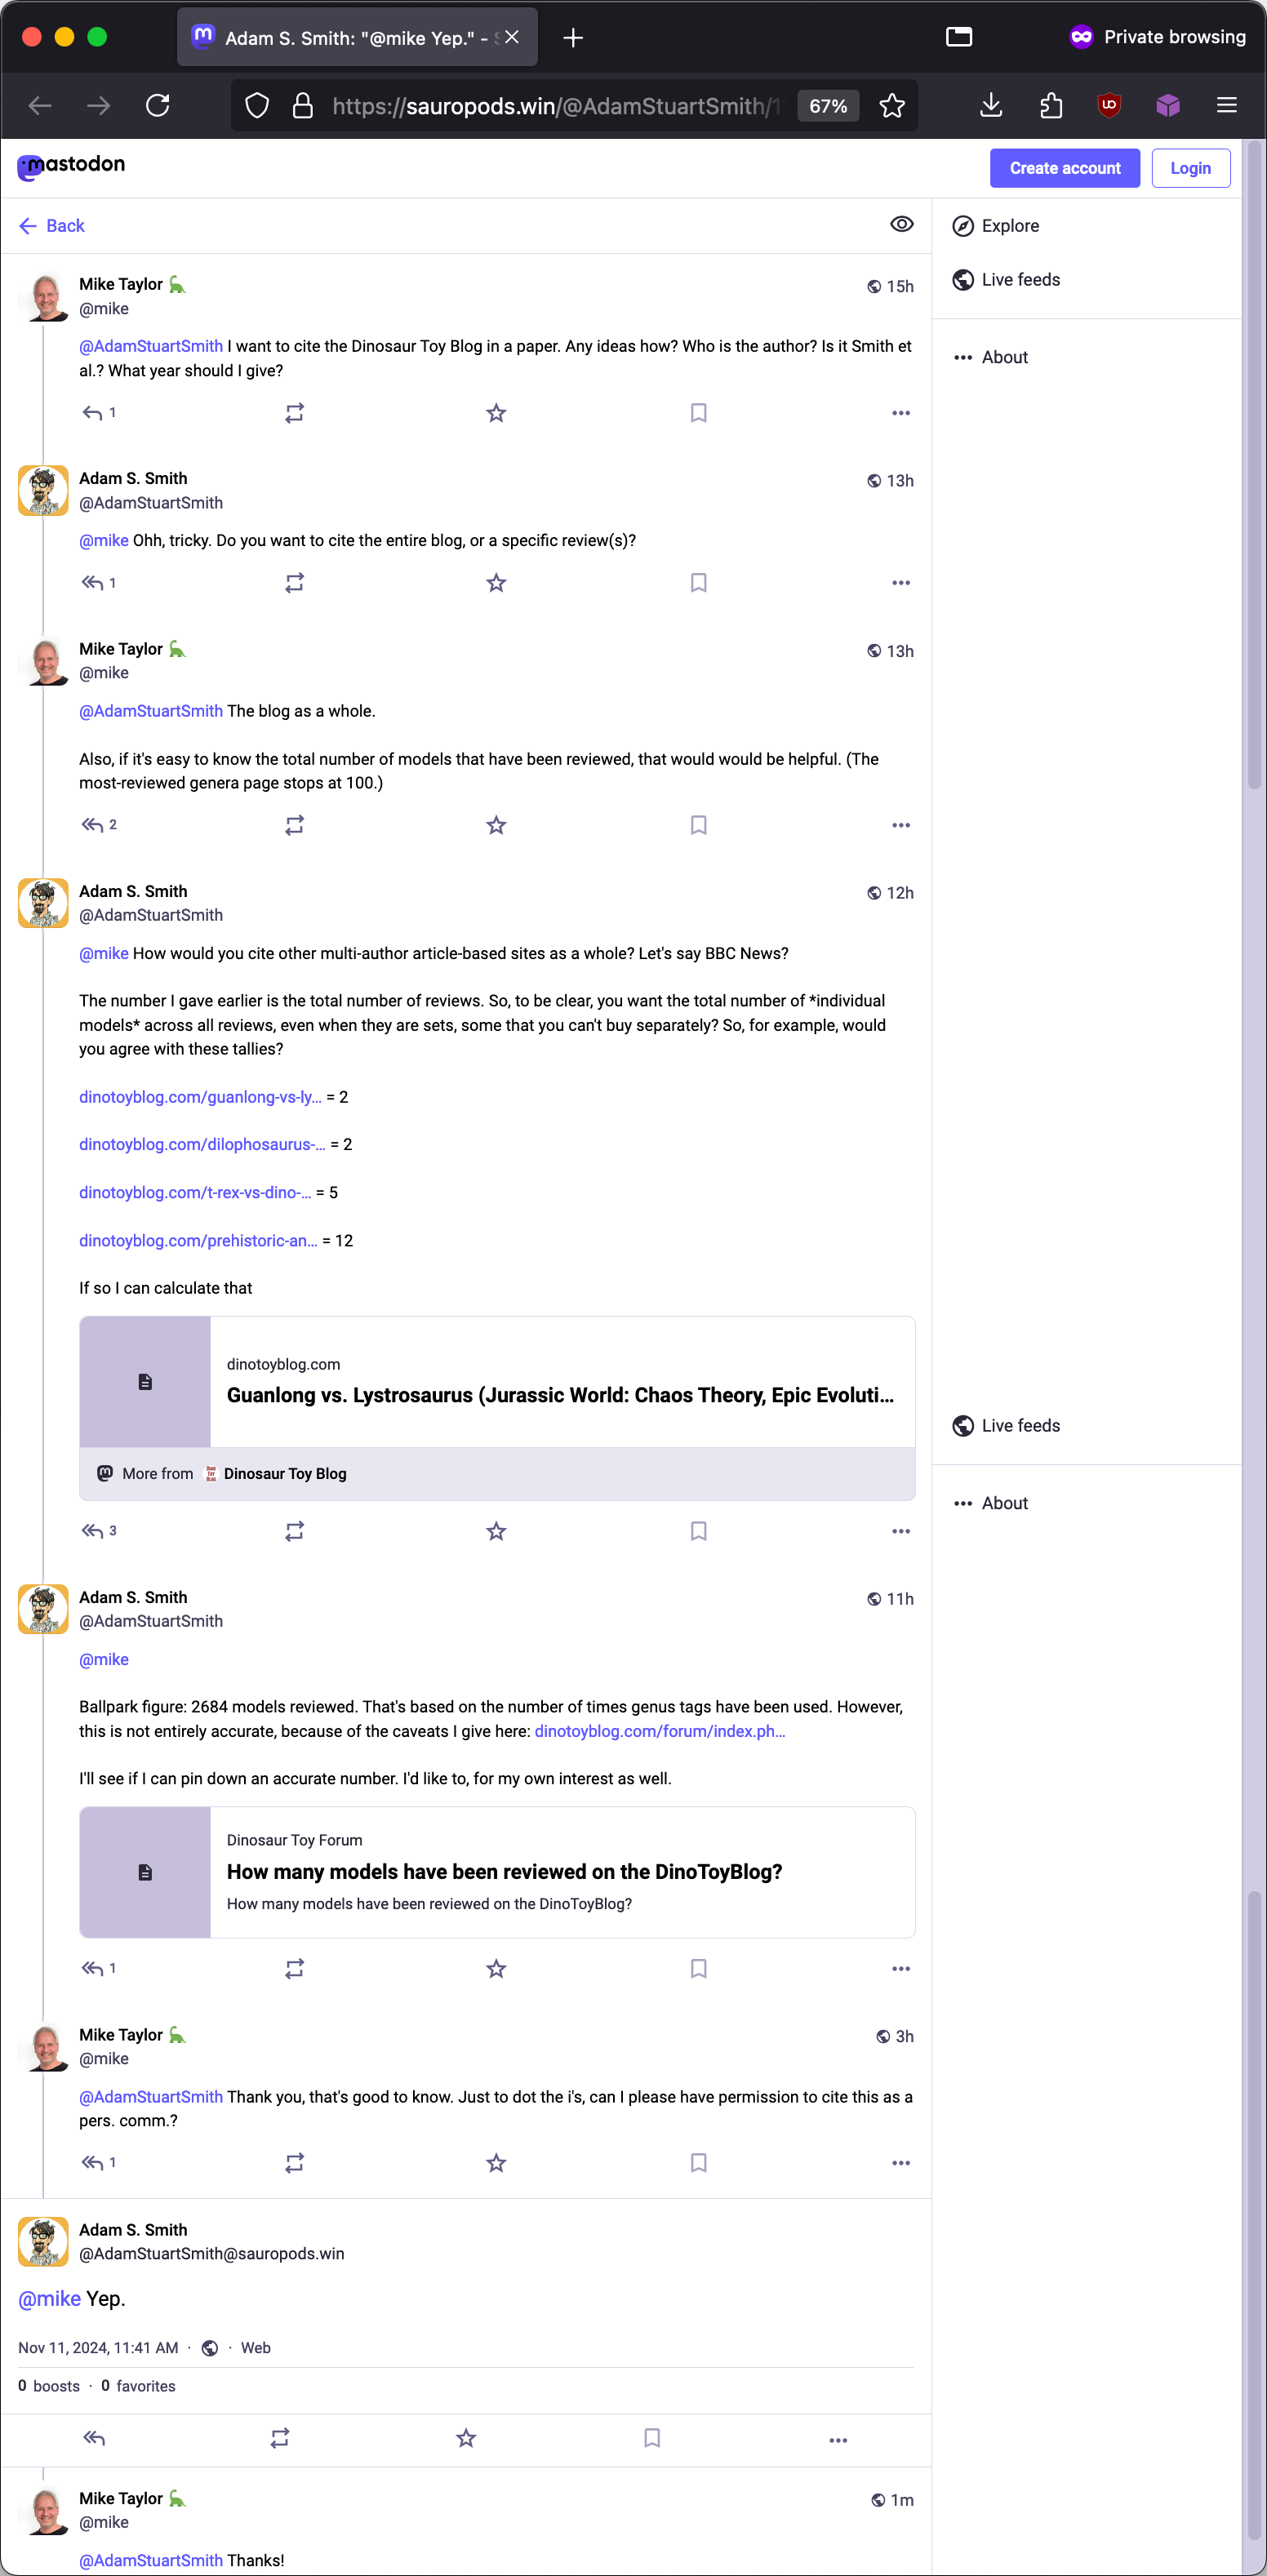 Adam S. Smith: "@mike Yep." -
Private browsing
https://sauropods.win/@AdamStuartSmith/1
67%
mastodon
Create account
Login
Back
Explore
Live feeds
About
Mike Taylor
15h
@mike
@AdamStuartSmith I want to cite the Dinosaur Toy Blog in a paper. Any ideas how? Who is the author? Is it Smith et
al.? What year should I give?
1
Adam S. Smith
13h
@AdamStuartSmith
@mike Ohh, tricky. Do you want to cite the entire blog, or a specific review(s)?
1
Mike Taylor
13h
@mike
@AdamStuartSmith The blog as a whole.
Also, if it's easy to know the total number of models that have been reviewed, that would would be helpful. (The
most-reviewed genera page stops at 100.)
2
Adam S. Smith
12h
@AdamStuartSmith
@mike How would you cite other multi-author article-based sites as a whole? Let's say BBC News?
The number I gave earlier is the total number of reviews. So, to be clear, you want the total number of *individual
models* across all reviews, even when they are sets, some that you can't buy separately? So, for example, would
you agree with these tallies?
dinotoyblog.com/guanlong-vs-ly… = 2
dinotoyblog.com/dilophosaurus-… = 2
dinotoyblog.com/t-rex-vs-dino-… = 5
dinotoyblog.com/prehistoric-an… = 12
If so I can calculate that
dinotoyblog.com
Guanlong vs. Lystrosaurus (Jurassic World: Chaos Theory, Epic Evoluti…
More from Dinosaur Toy Blog
3
Live feeds
About
Adam S. Smith
11h
@AdamStuartSmith
@mike
Ballpark figure: 2684 models reviewed. That's based on the number of times genus tags have been used. However,
this is not entirely accurate, because of the caveats I give here: dinotoyblog.com/forum/index.ph…
I'll see if I can pin down an accurate number. I'd like to, for my own interest as well.
Dinosaur Toy Forum
How many models have been reviewed on the DinoToyBlog?
How many models have been reviewed on the DinoToyBlog?
1
Mike Taylor
3h
@mike
@AdamStuartSmith Thank you, that's good to know. Just to dot the i's, can I please have permission to cite this as a
pers. comm.?
1
Adam S. Smith
@AdamStuartSmith@sauropods.win
@mike Yep.
Nov 11, 2024, 11:41 AM · Web
0 boosts · 0 favorites
Mike Taylor
1m
@mike
@AdamStuartSmith Thanks!